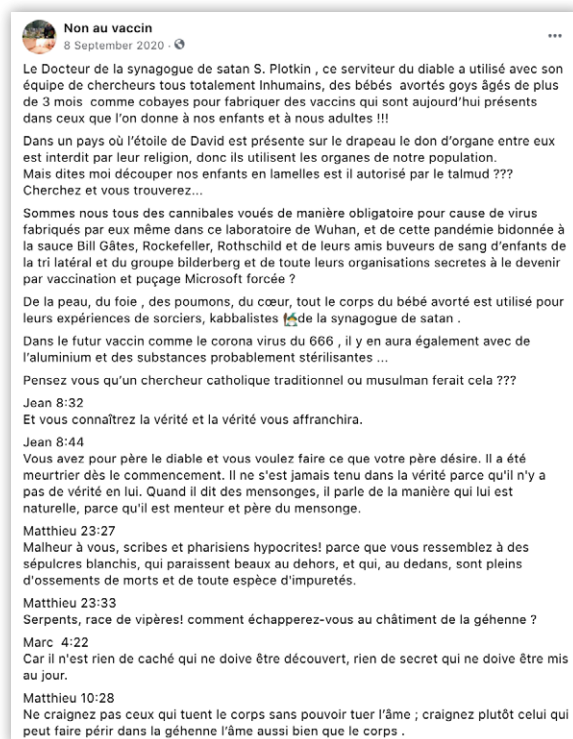 Non au vaccin
8 September 2020 ·
Le Docteur de la synagogue de satan S. Plotkin , ce serviteur du diable a utilisé avec son
équipe de chercheurs tous totalement Inhumains, des bébés avortés goys âgés de plus
de 3 mois comme cobayes pour fabriquer des vaccins qui sont aujourd'hui présents
dans ceux que l'on donne à nos enfants et à nous adultes !!!
Dans un pays où l'étoile de David est présente sur le drapeau le don d'organe entre eux
est interdit par leur religion, donc ils utilisent les organes de notre population.
Mais dites moi découper nos enfants en lamelles est il autorisé par le talmud ???
Cherchez et vous trouverez...
Sommes nous tous des cannibales voués de manière obligatoire pour cause de virus
fabriqués par eux même dans ce laboratoire de Wuhan, et de cette pandémie bidonnée à
la sauce Bill Gâtes, Rockefeller, Rothschild et de leurs amis buveurs de sang d'enfants de
la tri latéral et du groupe bilderberg et de toute leurs organisations secretes à le devenir
par vaccination et puçage Microsoft forcée ?
De la peau, du foie , des poumons, du cœur, tout le corps du bébé avorté est utilisé pour
leurs expériences de sorciers, kabbalistes de la synagogue de satan .
Dans le futur vaccin comme le corona virus du 666 , il y en aura également avec de
l'aluminium et des substances probablement stérilisantes ...
Pensez vous qu'un chercheur catholique traditionnel ou musulman ferait cela ???
Jean 8:32
Et vous connaîtrez la vérité et la vérité vous affranchira.
Jean 8:44
Vous avez pour père le diable et vous voulez faire ce que votre père désire. Il a été
meurtrier dès le commencement. Il ne s'est jamais tenu dans la vérité parce qu'il n'y a
pas de vérité en lui. Quand il dit des mensonges, il parle de la manière qui lui est
naturelle, parce qu'il est menteur et père du mensonge.
Matthieu 23:27
Malheur à vous, scribes et pharisiens hypocrites! parce que vous ressemblez à des
sépulcres blanchis, qui paraissent beaux au dehors, et qui, au dedans, sont pleins
d'ossements de morts et de toute espèce d'impuretés.
Matthieu 23:33
Serpents, race de vipères! comment échapperez-vous au châtiment de la géhenne ?
Marc 4:22
Car il n'est rien de caché qui ne doive être découvert, rien de secret qui ne doive être mis
au jour.
Matthieu 10:28
Ne craignez pas ceux qui tuent le corps sans pouvoir tuer l'âme ; craignez plutôt celui qui
peut faire périr dans la géhenne l'âme aussi bien que le corps .